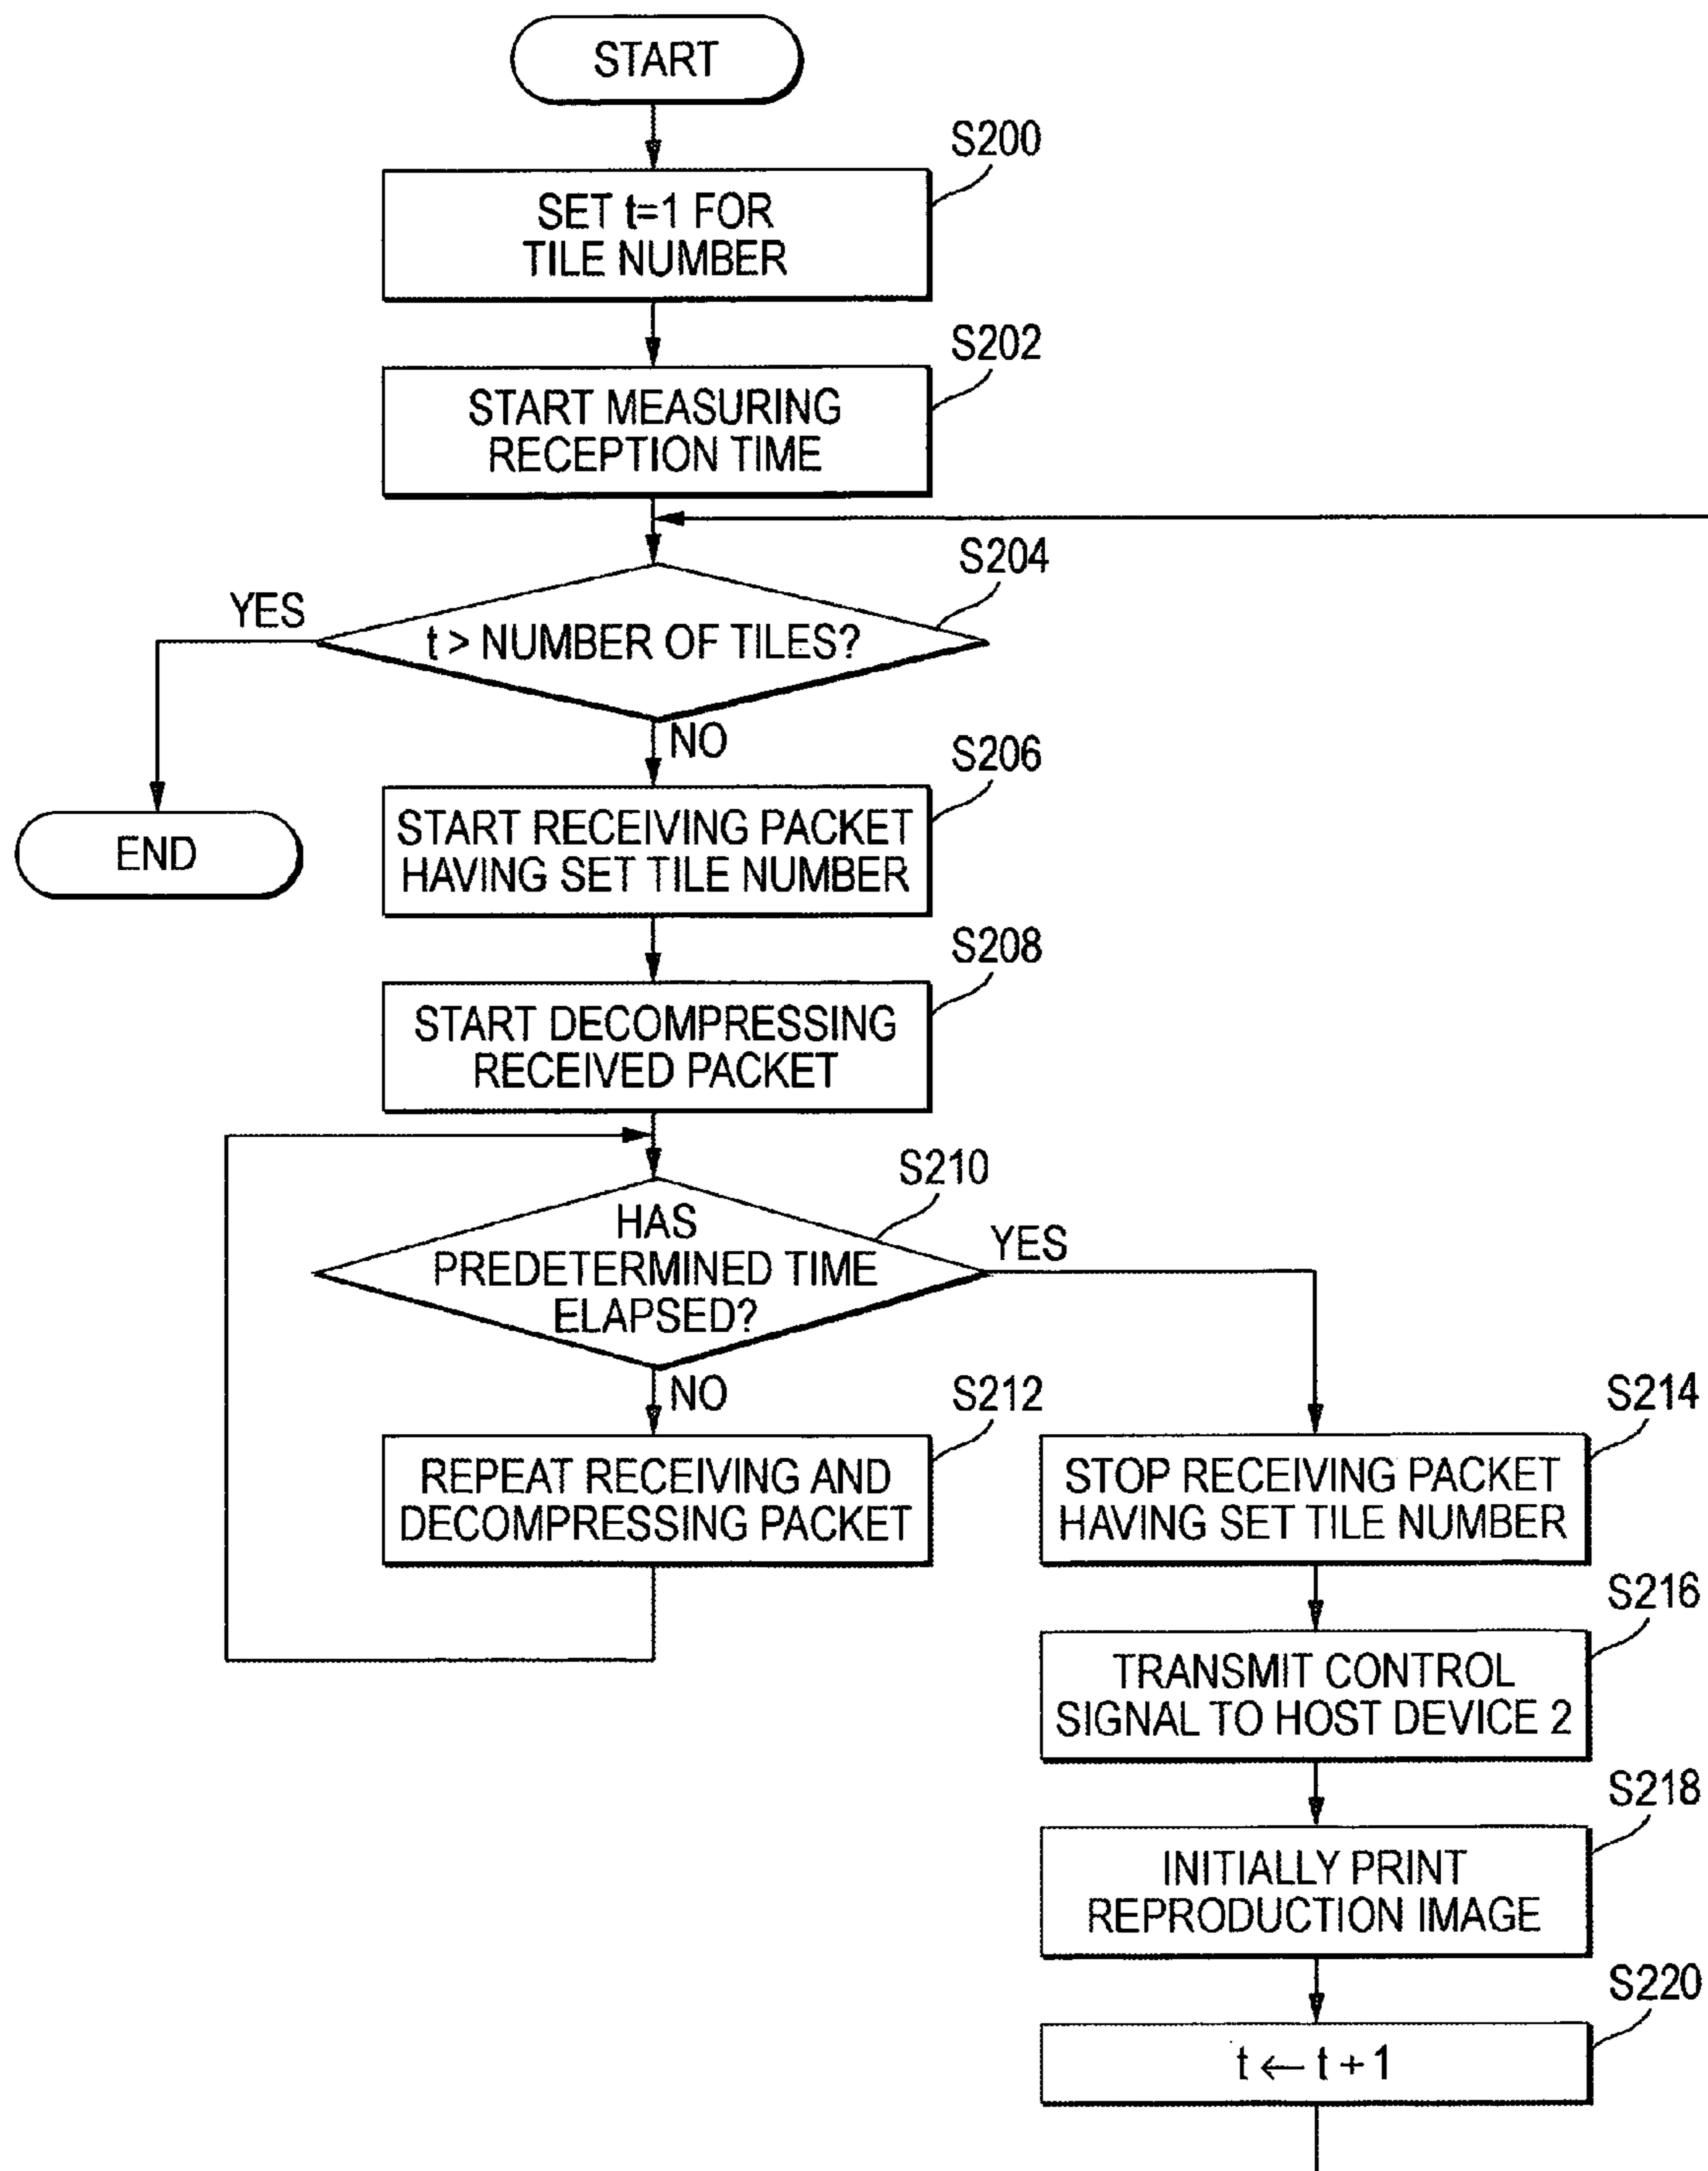 START
S200
SET t=1 FOR
TILE NUMBER
S202
START MEASURING
RECEPTION TIME
S204
YES
t > NUMBER OF TILES?
NO
END
S206
START RECEIVING PACKET
HAVING SET TILE NUMBER
S208
START DECOMPRESSING
RECEIVED PACKET
S210
HAS
PREDETERMINED TIME
ELAPSED?
YES
NO
S212
REPEAT RECEIVING AND
DECOMPRESSING PACKET
S214
STOP RECEIVING PACKET
HAVING SET TILE NUMBER
S216
TRANSMIT CONTROL
SIGNAL TO HOST DEVICE 2
S218
INITIALLY PRINT
REPRODUCTION IMAGE
S220
t ← t + 1